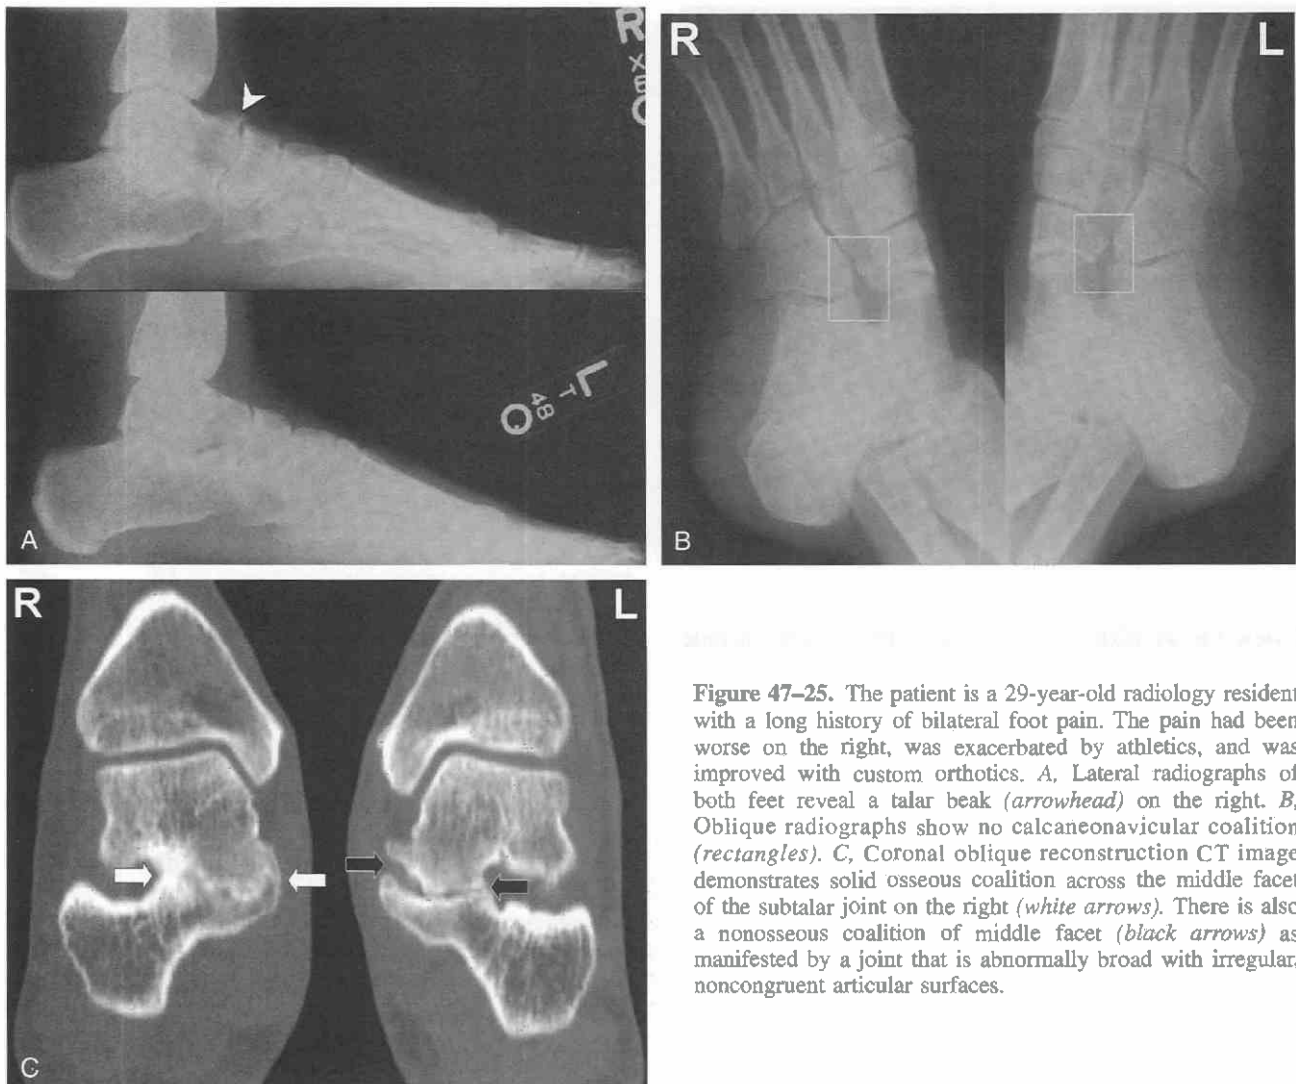 R
X
Q
A
48
T
L
R
L
B
R
L
C
Figure 47–25. The patient is a 29-year-old radiology resident
with a long history of bilateral foot pain. The pain had been
worse on the right, was exacerbated by athletics, and was
improved with custom orthotics. A, Lateral radiographs of
both feet reveal a talar beak (arrowhead) on the right. B,
Oblique radiographs show no calcaneonavicular coalition
(rectangles). C, Coronal oblique reconstruction CT image
demonstrates solid osseous coalition across the middle facet
of the subtalar joint on the right (white arrows). There is also
a nonosseous coalition of middle facet (black arrows) as
manifested by a joint that is abnormally broad with irregular,
noncongruent articular surfaces.